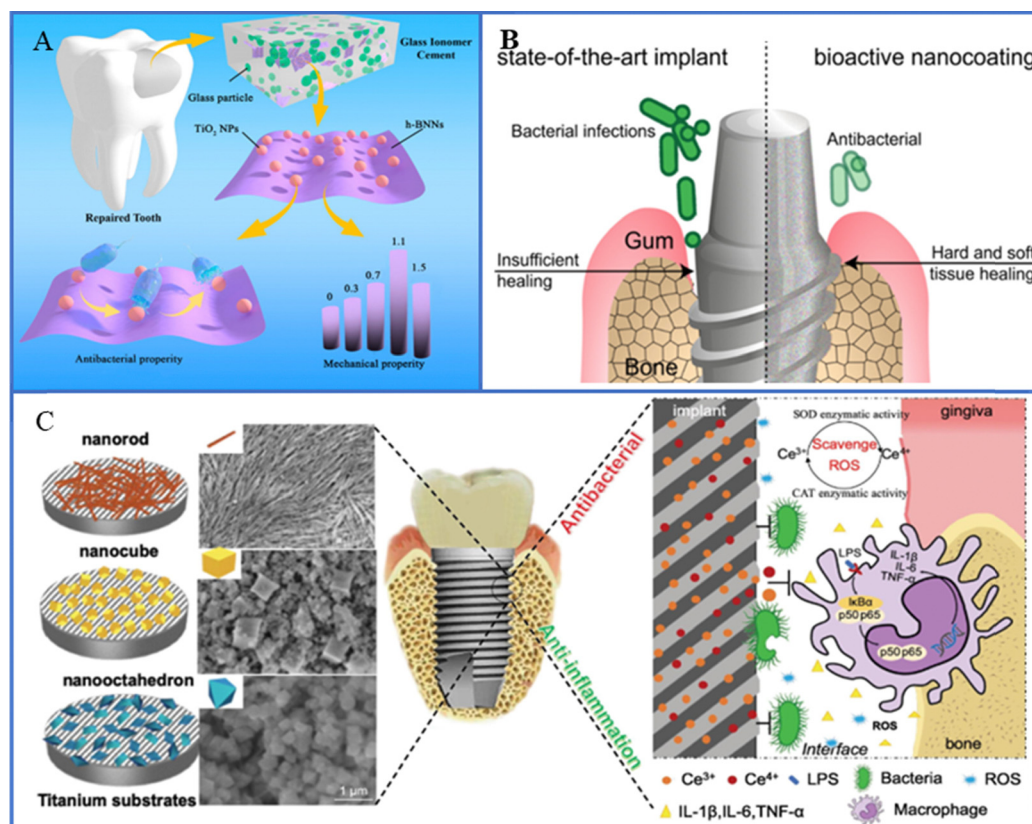 A
Glass Ionomer
Cement
Glass particle
TiO₂ NPs
h-BNNs
Repaired Tooth
Antibacterial properity
0
0.3
0.7
1.1
1.5
Mechanical properity
B
state-of-the-art implant
bioactive nanocoating
Bacterial infections
Antibacterial
Gum
Insufficient
healing
Hard and soft
tissue healing
Bone
C
nanorod
nanocube
nanooctahedron
Titanium substrates
1 μm
Antibacterial
Anti-inflammation
implant
SOD enzymatic activity
gingiva
Ce³⁺
Scavenge
ROS
Ce⁴⁺
CAT enzymatic activity
LPS
IL-1β
IL-6
TNF-α
IκBα
p50 p65
p50 p65
ROS
Interface
bone
Ce³⁺ Ce⁴⁺ LPS Bacteria ROS
IL-1β,IL-6,TNF-α Macrophage